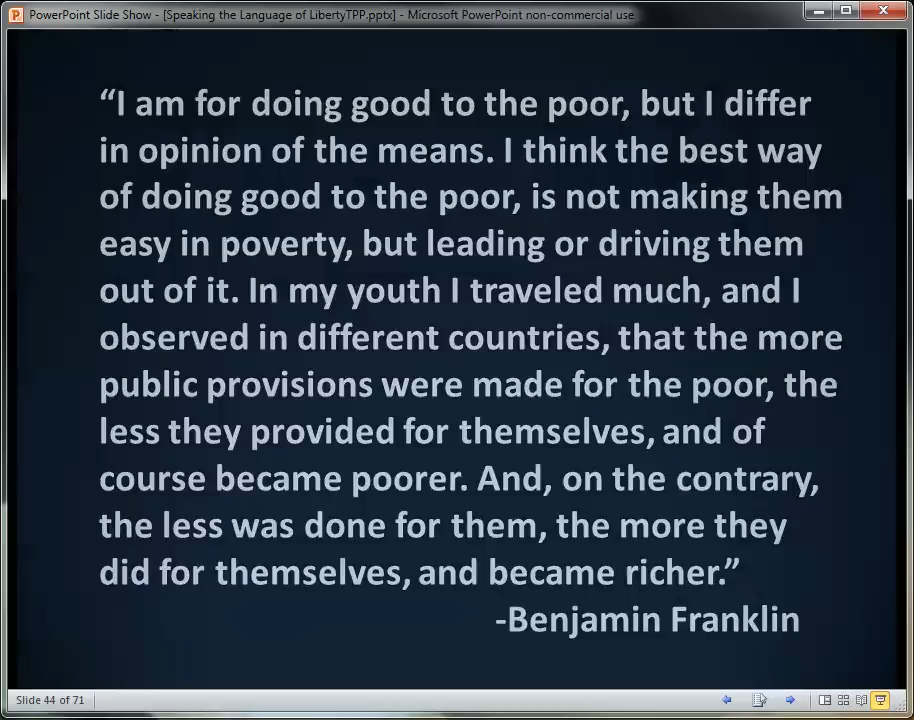 PowerPoint Slide Show - [Speaking the Language of LibertyTPP.pptx] - Microsoft PowerPoint non-commercial use
“I am for doing good to the poor, but I differ
in opinion of the means. I think the best way
of doing good to the poor, is not making them
easy in poverty, but leading or driving them
out of it. In my youth I traveled much, and I
observed in different countries, that the more
public provisions were made for the poor, the
less they provided for themselves, and of
course became poorer. And, on the contrary,
the less was done for them, the more they
did for themselves, and became richer.”
-Benjamin Franklin
Slide 44 of 71